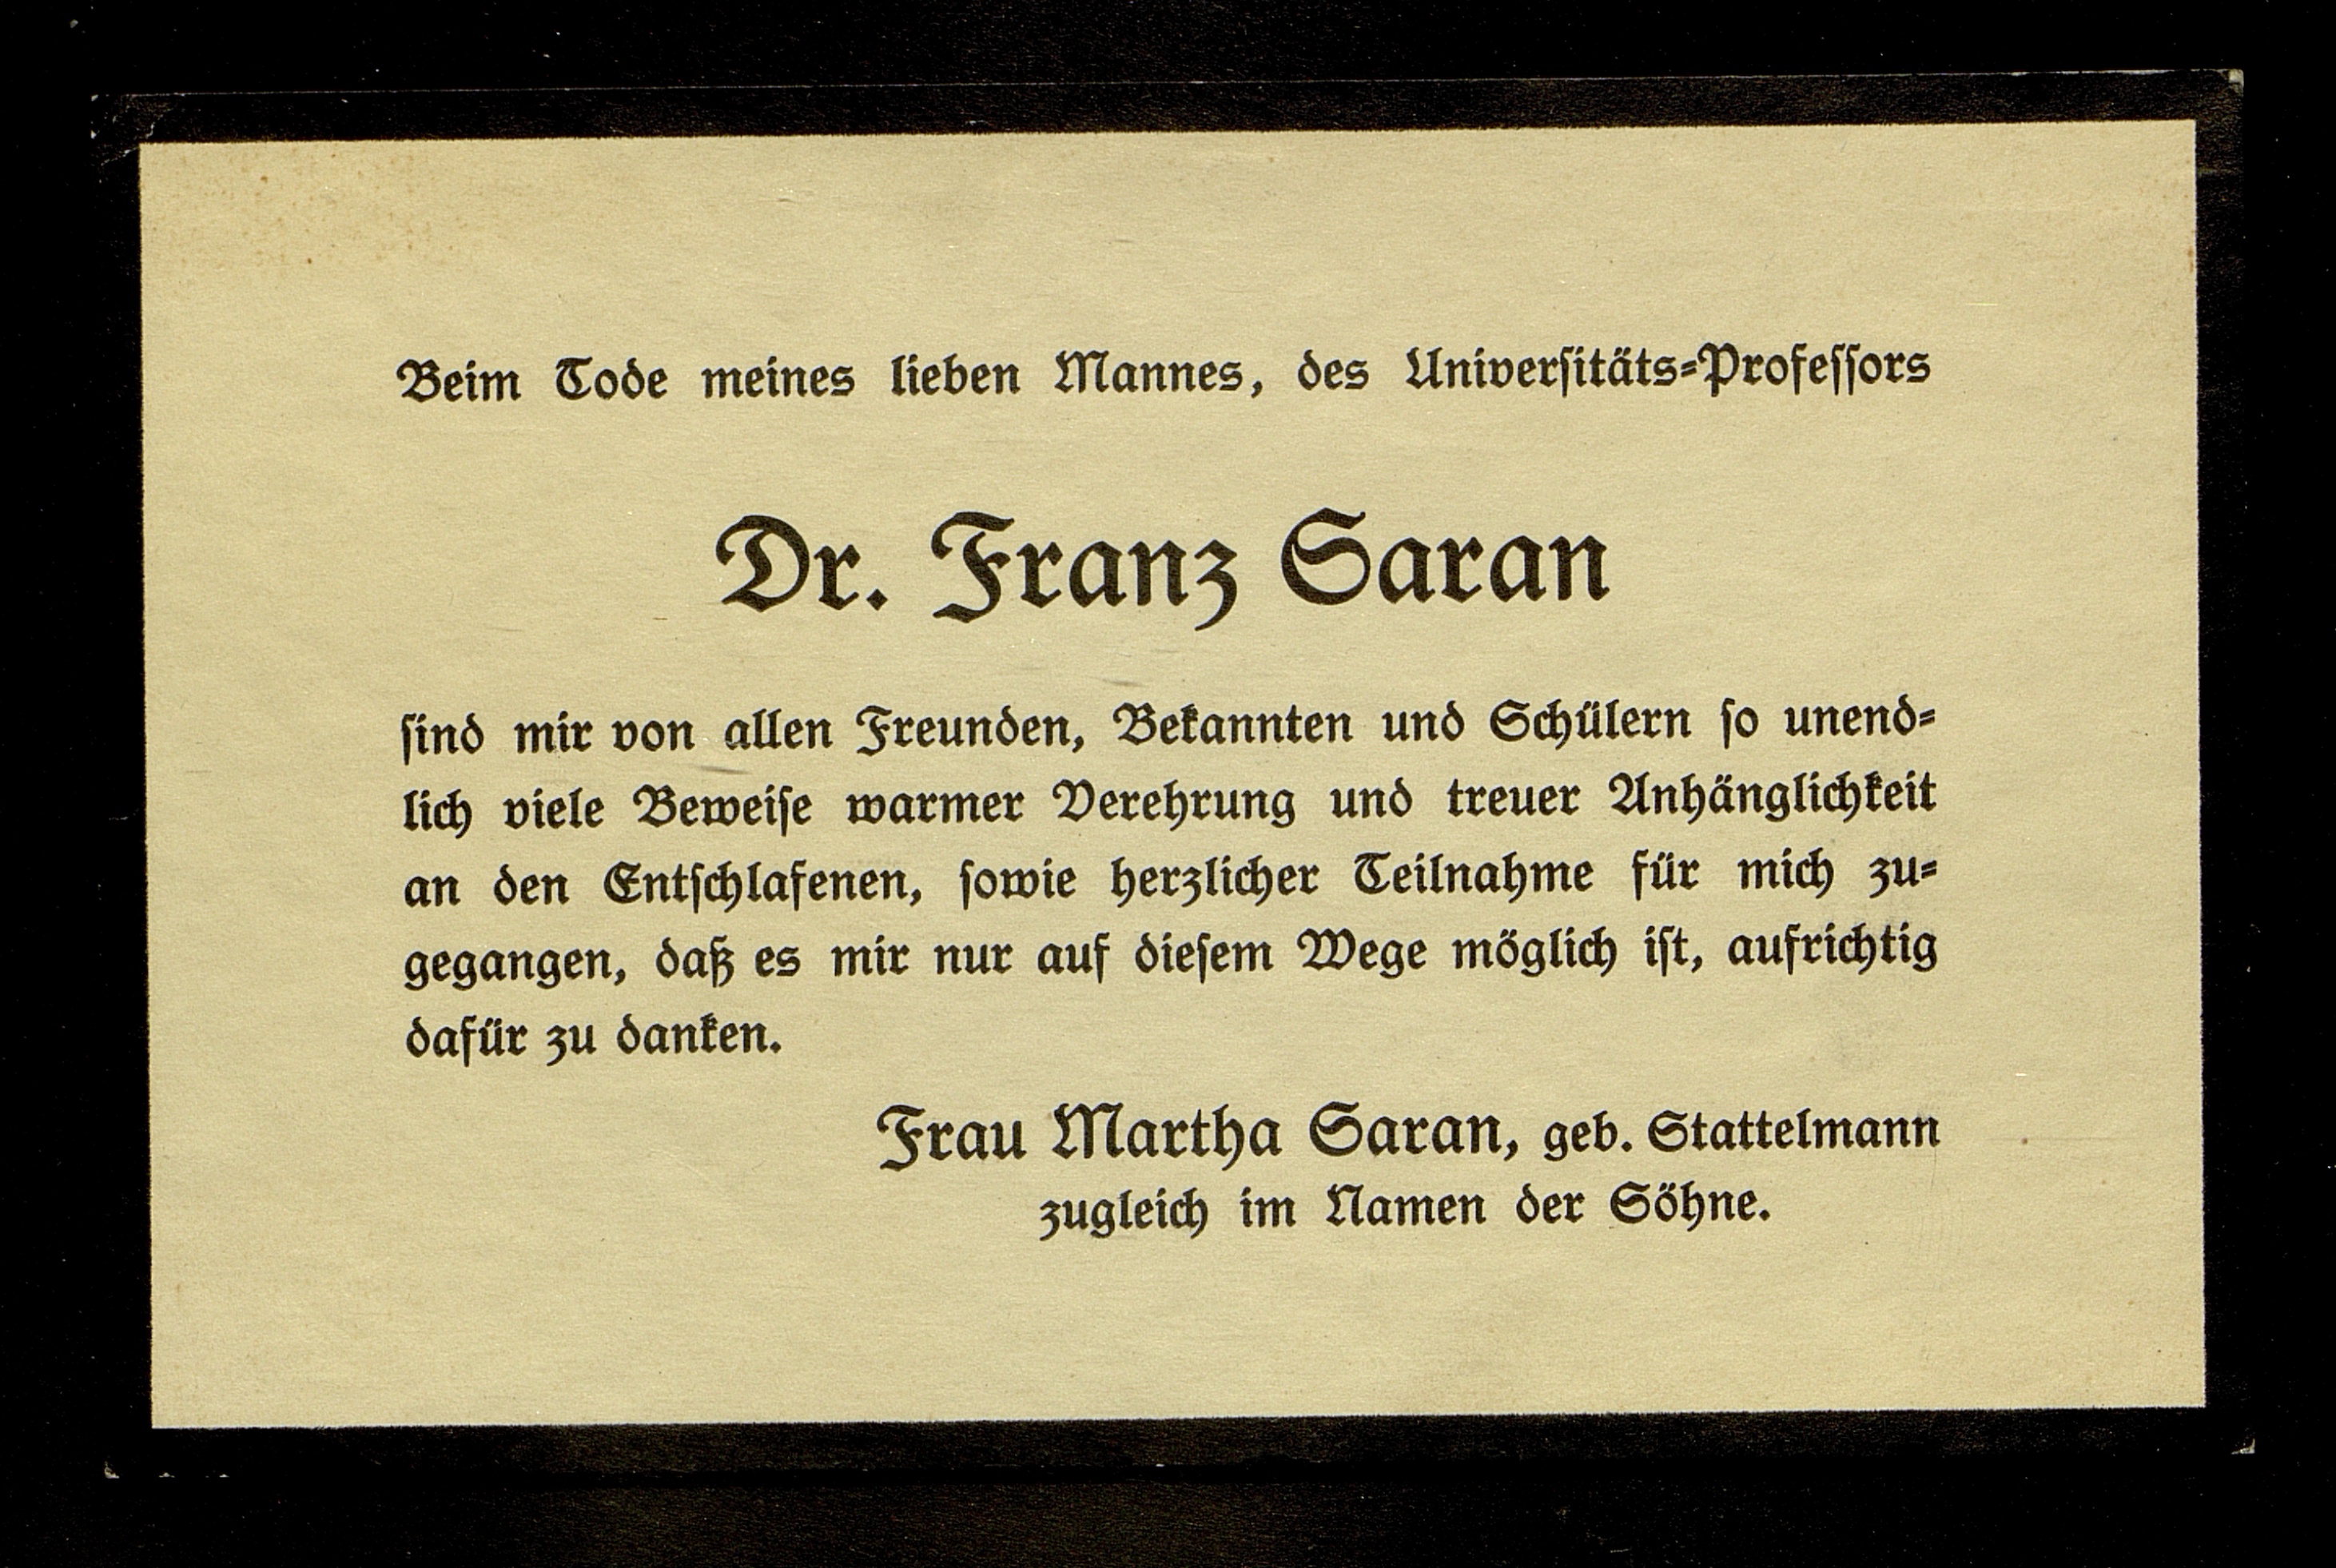 Beim Tode meines lieben Mannes, des Universitäts-Professors
Dr. Franz Saran
sind mir von allen Freunden, Bekannten und Schülern so unend-
lich viele Beweise warmer Verehrung und treuer Anhänglichkeit
an den Entschlafenen, sowie herzlicher Teilnahme für mich zu-
gegangen, daß es mir nur auf diesem Wege möglich ist, aufrichtig
dafür zu danken.
Frau Martha Saran, geb. Stattelmann
zugleich im Namen der Söhne.